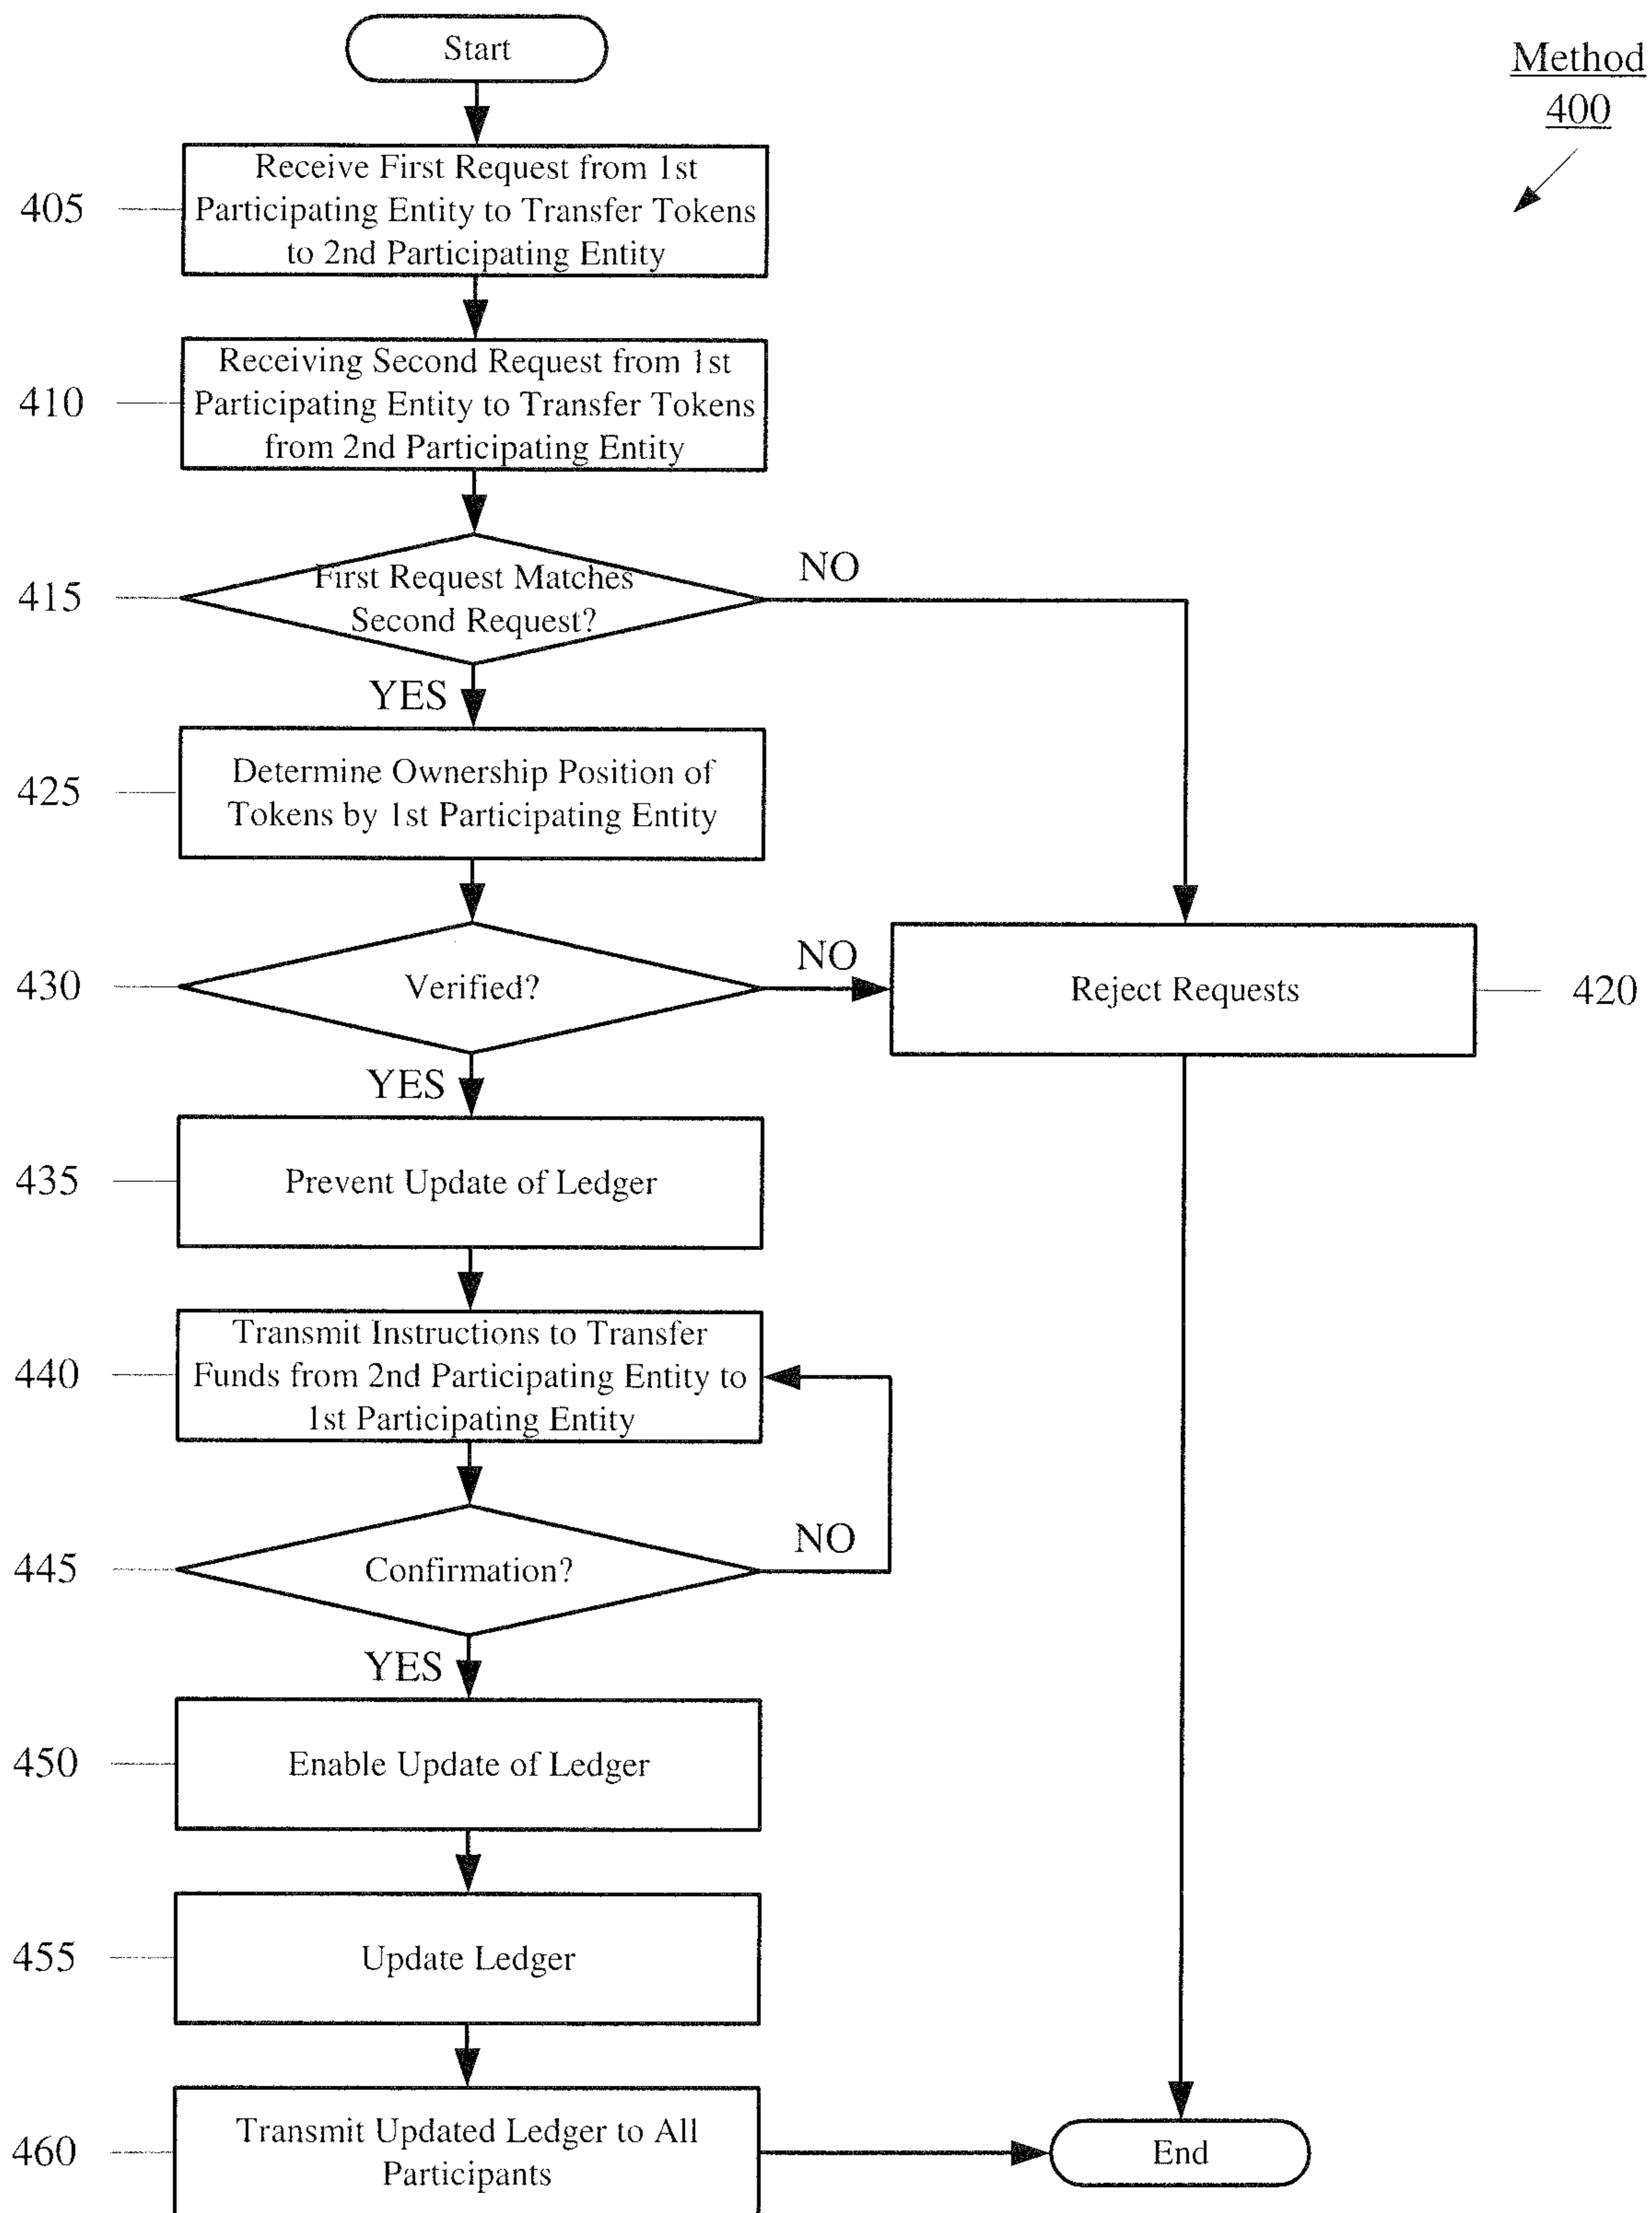 Start
Method
400
405
Receive First Request from 1st
Participating Entity to Transfer Tokens
to 2nd Participating Entity
410
Receiving Second Request from 1st
Participating Entity to Transfer Tokens
from 2nd Participating Entity
415
First Request Matches
Second Request?
NO
YES
425
Determine Ownership Position of
Tokens by 1st Participating Entity
430
Verified?
NO
Reject Requests
420
YES
435
Prevent Update of Ledger
440
Transmit Instructions to Transfer
Funds from 2nd Participating Entity to
1st Participating Entity
445
Confirmation?
NO
YES
450
Enable Update of Ledger
455
Update Ledger
460
Transmit Updated Ledger to All
Participants
End